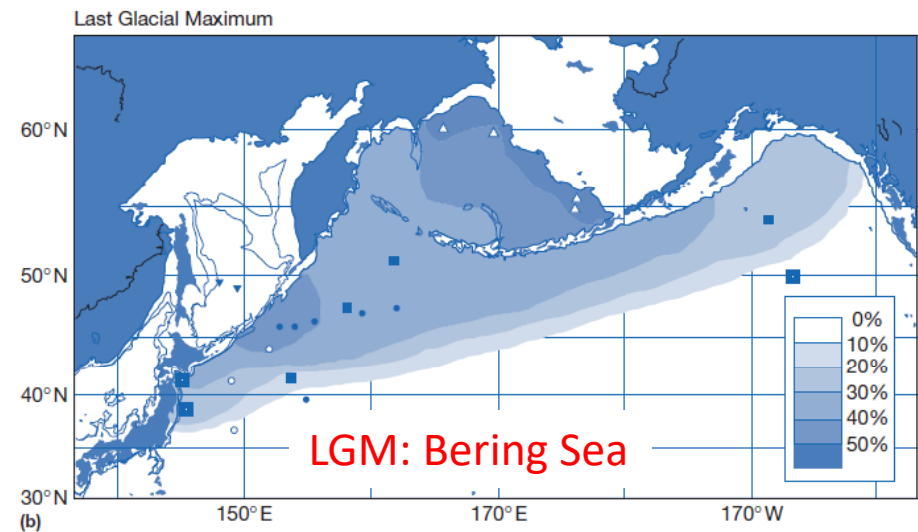 Last Glacial Maximum
60° N
50° N
40° N
30° N
0%
10%
20%
30%
40%
50%
LGM: Bering Sea
150° E
170° E
170° W
(b)